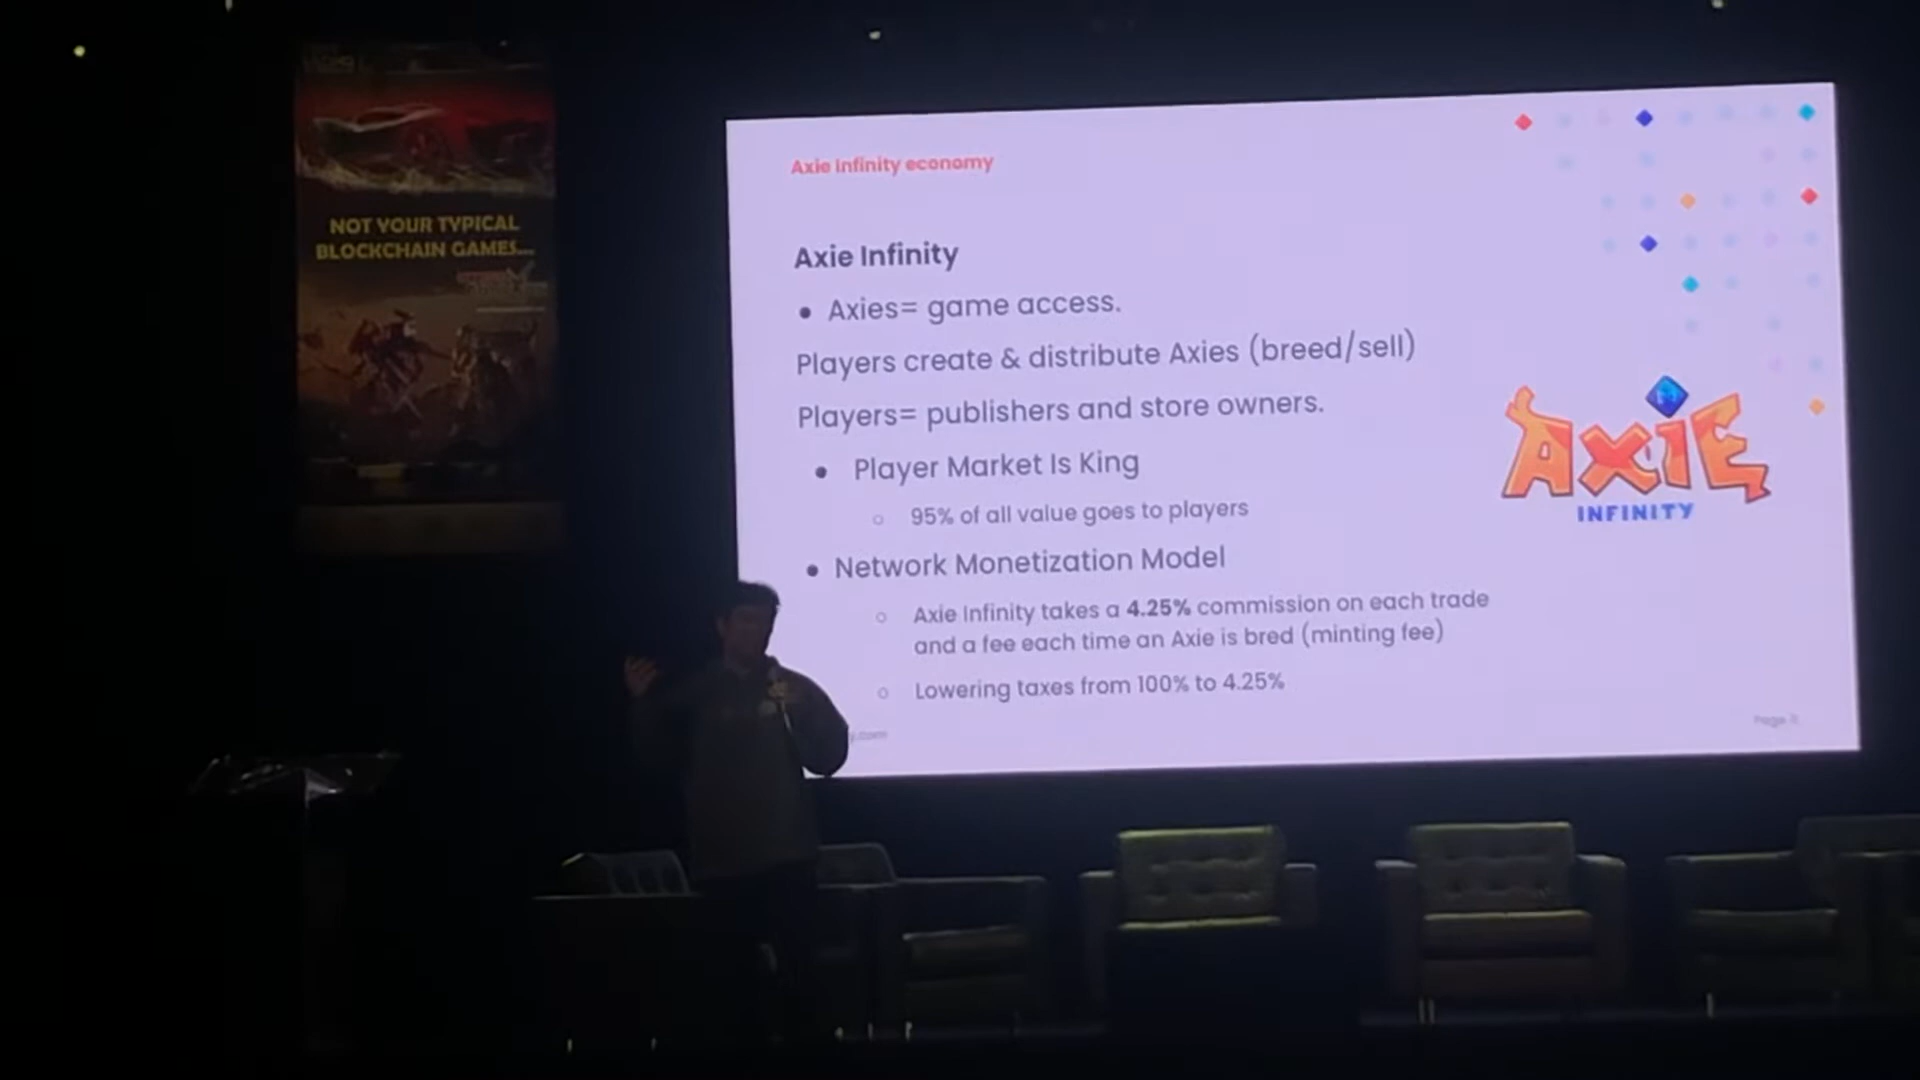 NOT YOUR TYPICAL
BLOCKCHAIN GAMES...
Axie Infinity economy
Axie Infinity
• Axies= game access.
Players create & distribute Axies (breed/sell)
Players= publishers and store owners.
• Player Market Is King
○ 95% of all value goes to players
• Network Monetization Model
○ Axie Infinity takes a 4.25% commission on each trade
and a fee each time an Axie is bred (minting fee)
○ Lowering taxes from 100% to 4.25%
AXIE
INFINITY
y.com
Page